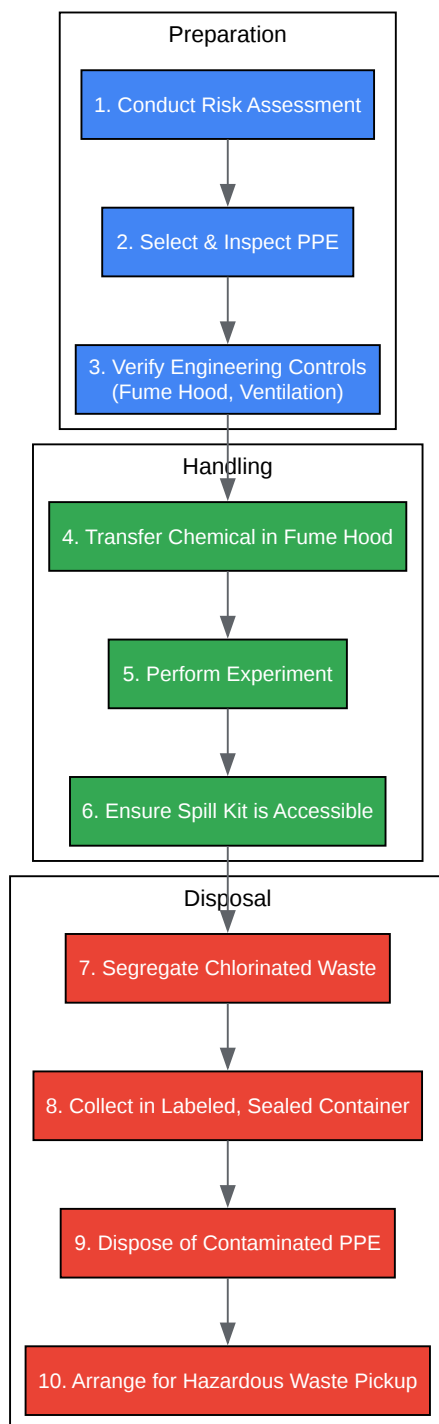 Preparation
1. Conduct Risk Assessment
2. Select & Inspect PPE
3. Verify Engineering Controls
(Fume Hood, Ventilation)
Handling
4. Transfer Chemical in Fume Hood
5. Perform Experiment
6. Ensure Spill Kit is Accessible
Disposal
7. Segregate Chlorinated Waste
8. Collect in Labeled, Sealed Container
9. Dispose of Contaminated PPE
10. Arrange for Hazardous Waste Pickup